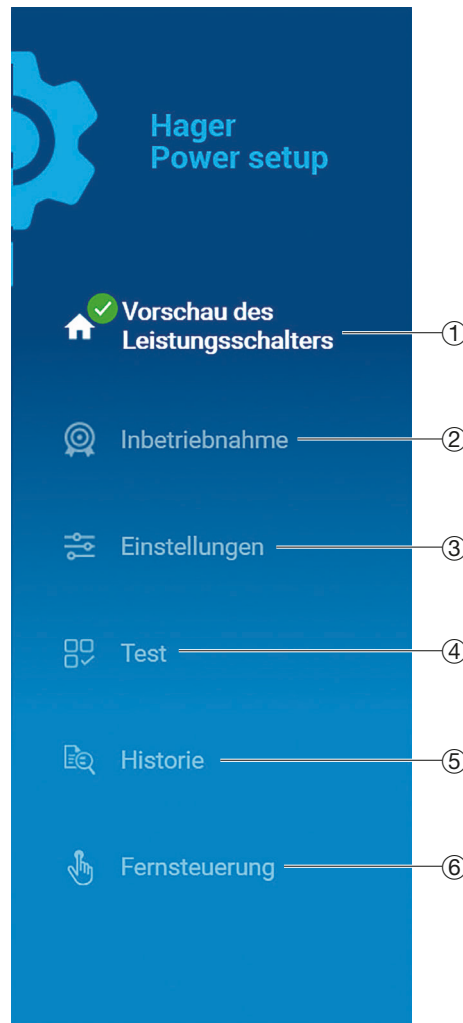 Hager
Power setup
Vorschau des
Leistungsschalters
①
Inbetriebnahme
②
Einstellungen
③
Test
④
Historie
⑤
Fernsteuerung
⑥